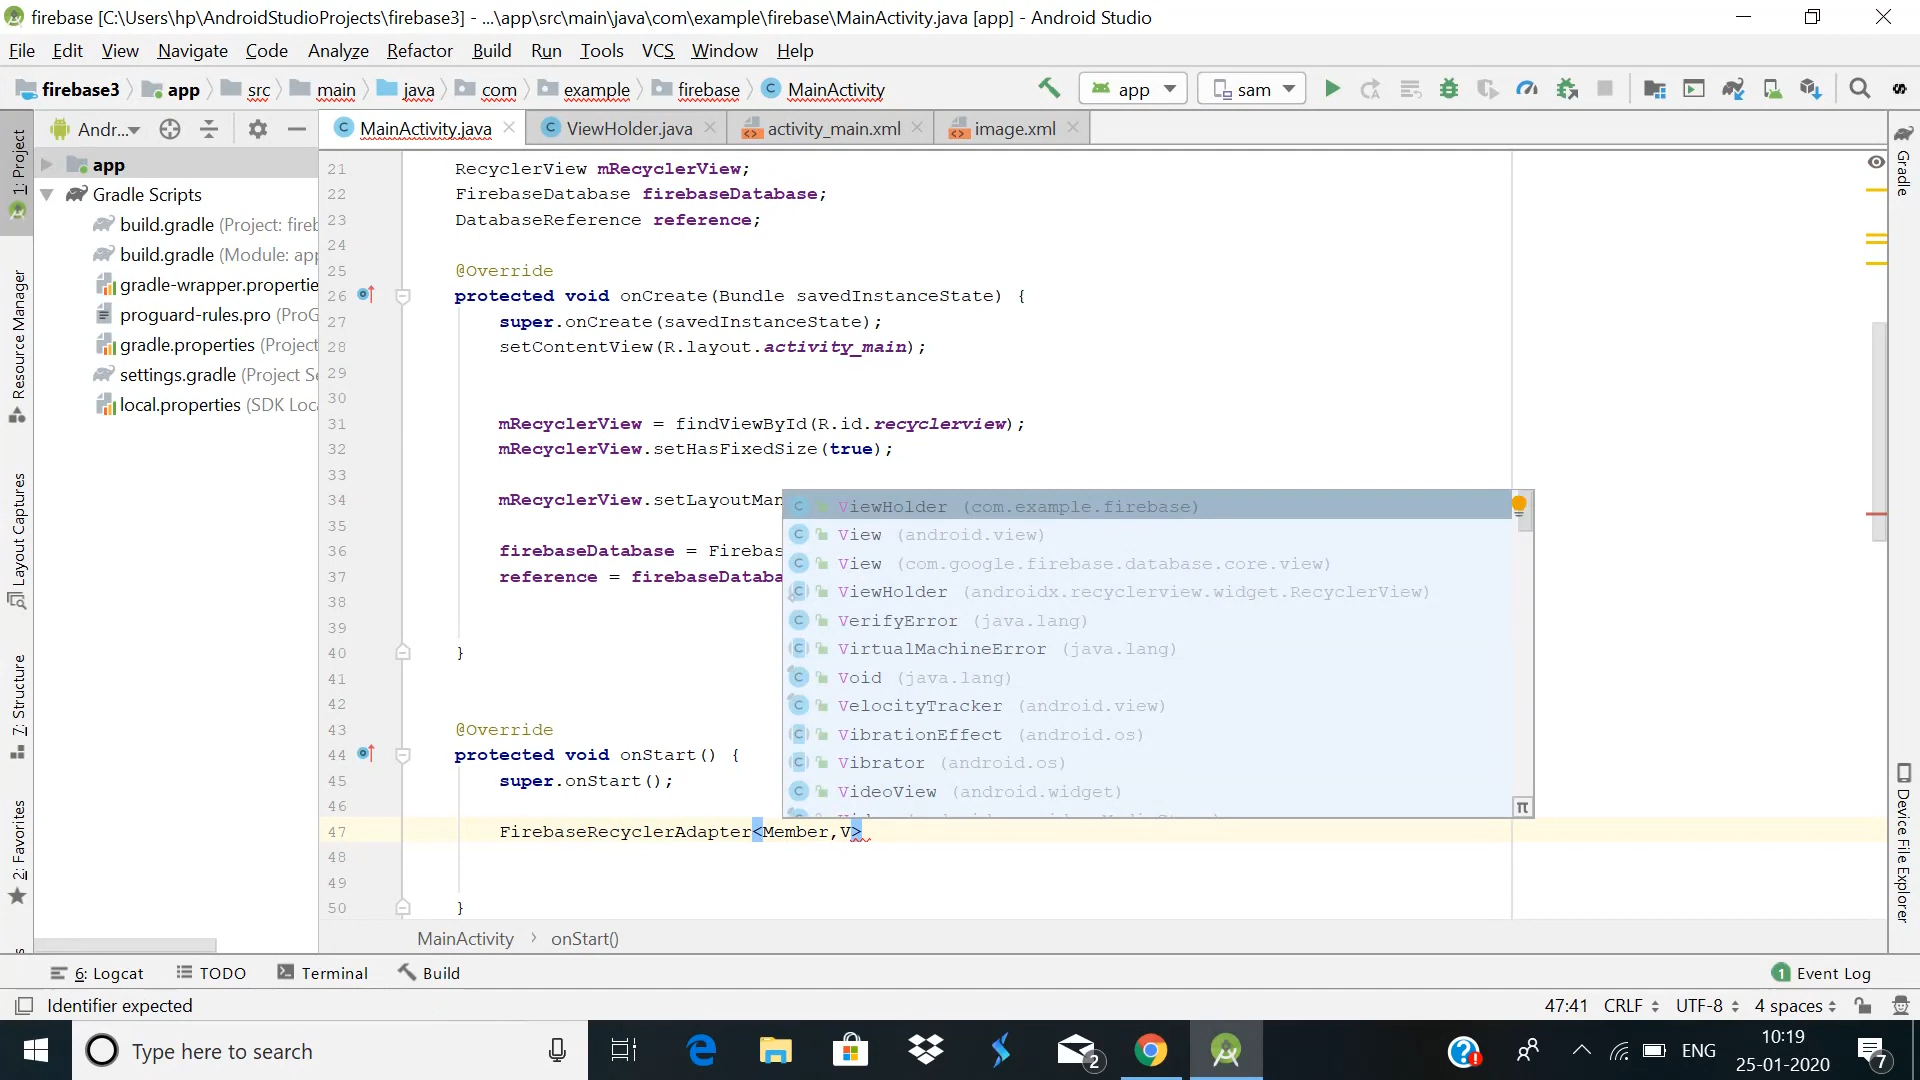 firebase [C:\Users\hp\AndroidStudioProjects\firebase3] - ...\app\src\main\java\com\example\firebase\MainActivity.java [app] - Android Studio
File Edit View Navigate Code Analyze Refactor Build Run Tools VCS Window Help
firebase3 app src main java com example firebase MainActivity app sam
1: Project
Resource Manager
Layout Captures
7: Structure
2: Favorites
Andr...
app
Gradle Scripts
build.gradle (Project: fireb
build.gradle (Module: app
gradle-wrapper.propertie
proguard-rules.pro (ProG
gradle.properties (Project
settings.gradle (Project Se
local.properties (SDK Loca
MainActivity.java ViewHolder.java activity_main.xml image.xml
21 RecyclerView mRecyclerView;
22 FirebaseDatabase firebaseDatabase;
23 DatabaseReference reference;
24
25 @Override
26 protected void onCreate(Bundle savedInstanceState) {
27 super.onCreate(savedInstanceState);
28 setContentView(R.layout.activity_main);
29
30
31 mRecyclerView = findViewById(R.id.recyclerview);
32 mRecyclerView.setHasFixedSize(true);
33
34 mRecyclerView.setLayoutMan
35
36 firebaseDatabase = Firebas
37 reference = firebaseDataba
38
39
40 }
41
42
43 @Override
44 protected void onStart() {
45 super.onStart();
46
47 FirebaseRecyclerAdapter<Member,V>
48
49
50 }
ViewHolder (com.example.firebase)
View (android.view)
View (com.google.firebase.database.core.view)
ViewHolder (androidx.recyclerview.widget.RecyclerView)
VerifyError (java.lang)
VirtualMachineError (java.lang)
Void (java.lang)
VelocityTracker (android.view)
VibrationEffect (android.os)
Vibrator (android.os)
VideoView (android.widget)
π
MainActivity onStart()
Gradle
Device File Explorer
6: Logcat TODO Terminal Build 1 Event Log
Identifier expected 47:41 CRLF UTF-8 4 spaces
Type here to search 2 ENG 10:19 25-01-2020 7